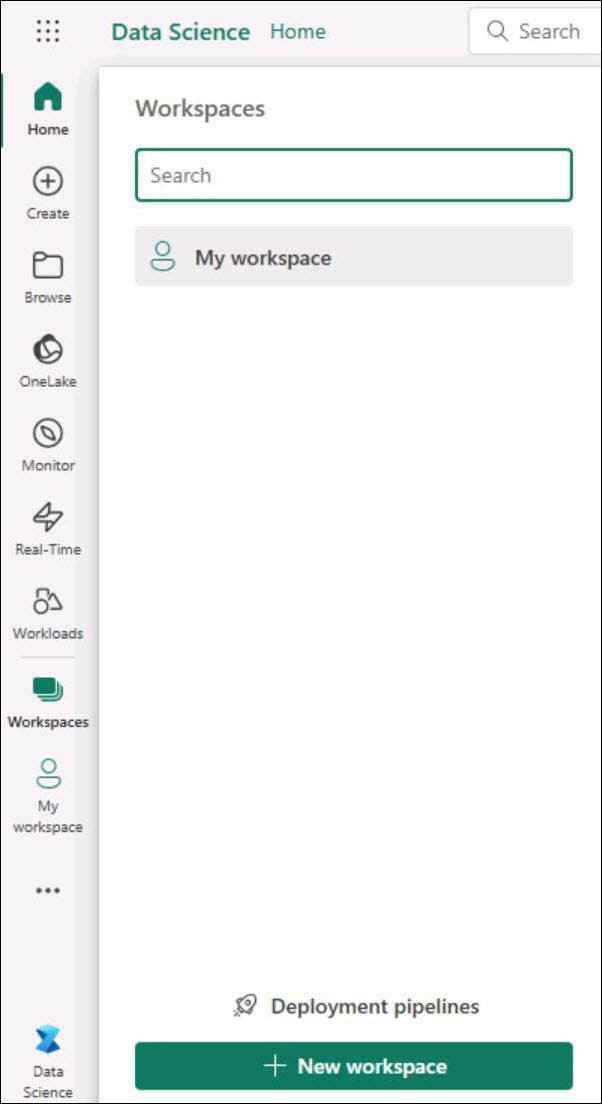 Data Science Home
Search
Home
Create
Browse
OneLake
Monitor
Real-Time
Workloads
Workspaces
My
workspace
Data
Science
Workspaces
Search
My workspace
Deployment pipelines
New workspace